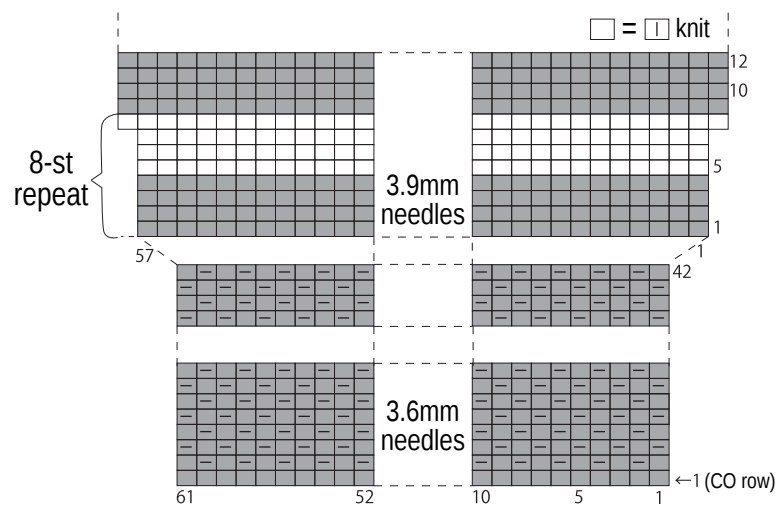 □ = | knit
12
10
8-st
repeat
5
3.9mm
needles
1
57
1
42
3.6mm
needles
←1 (CO row)
61
52
10
5
1